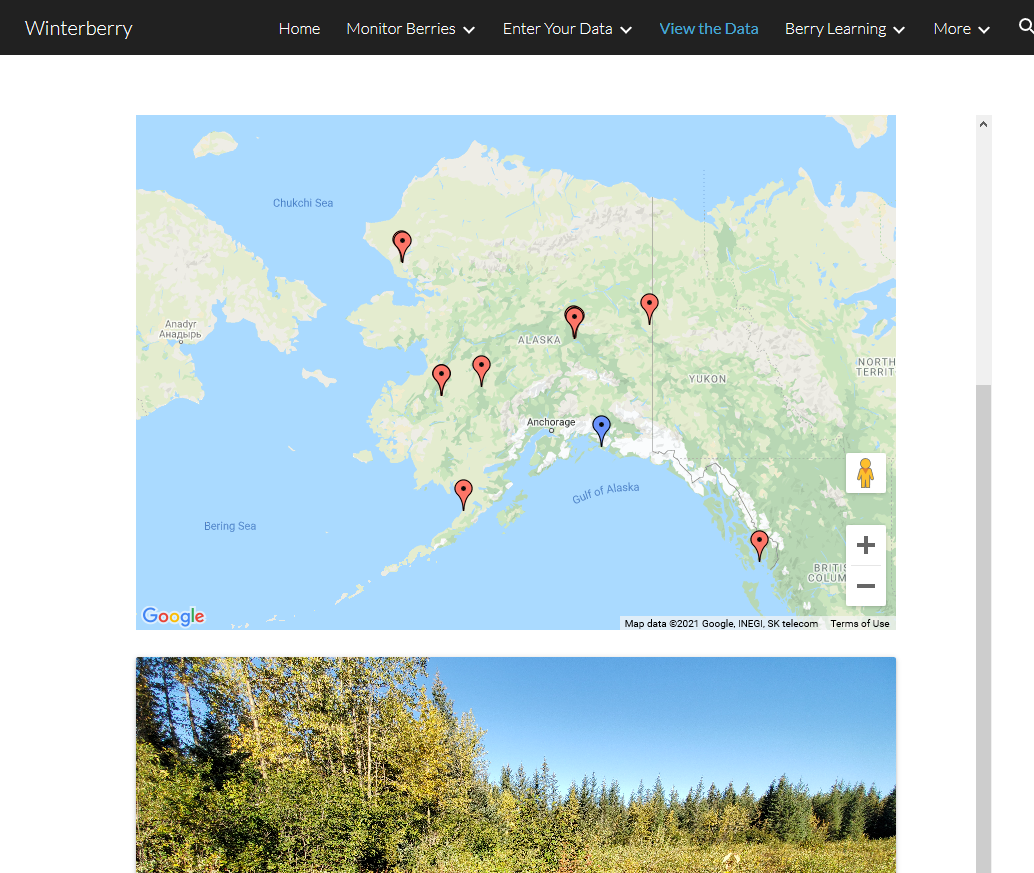 Winterberry
Home
Monitor Berries
Enter Your Data
View the Data
Berry Learning
More
Chukchi Sea
Anadyr
Анадырь
ALASKA
YUKON
NORTH
TERRIT
Anchorage
Gulf of Alaska
Bering Sea
BRITIS
COLUM
Google
Map data ©2021 Google, INEGI, SK telecom
Terms of Use